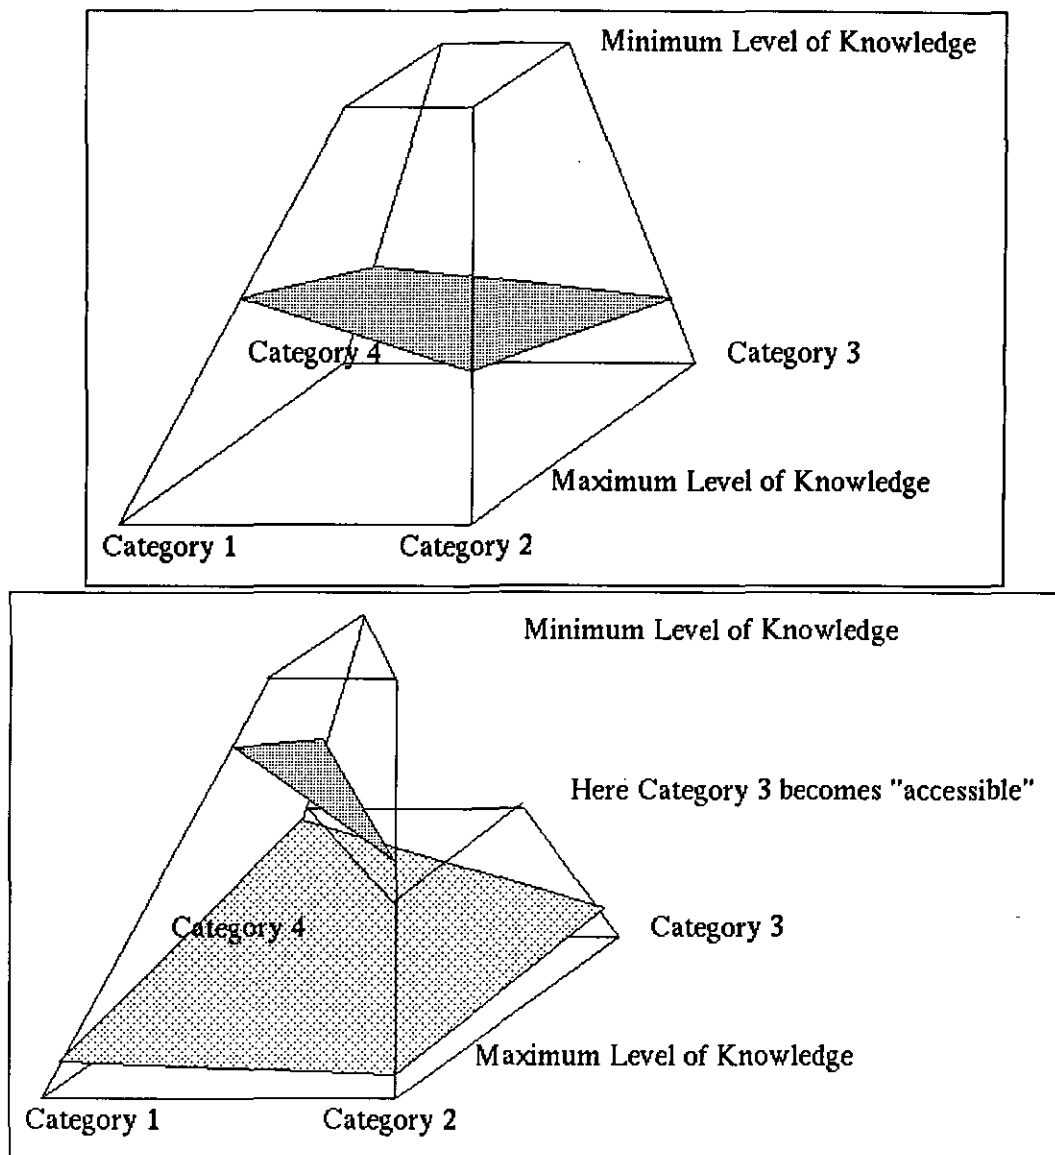 Minimum Level of Knowledge
Category 4
Category 3
Maximum Level of Knowledge
Category 1
Category 2
Minimum Level of Knowledge
Here Category 3 becomes "accessible"
Category 4
Category 3
Maximum Level of Knowledge
Category 1
Category 2